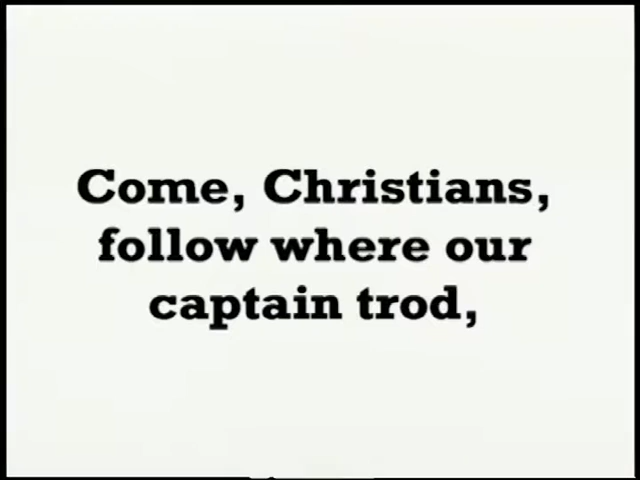 Come, Christians,
follow where our
captain trod,